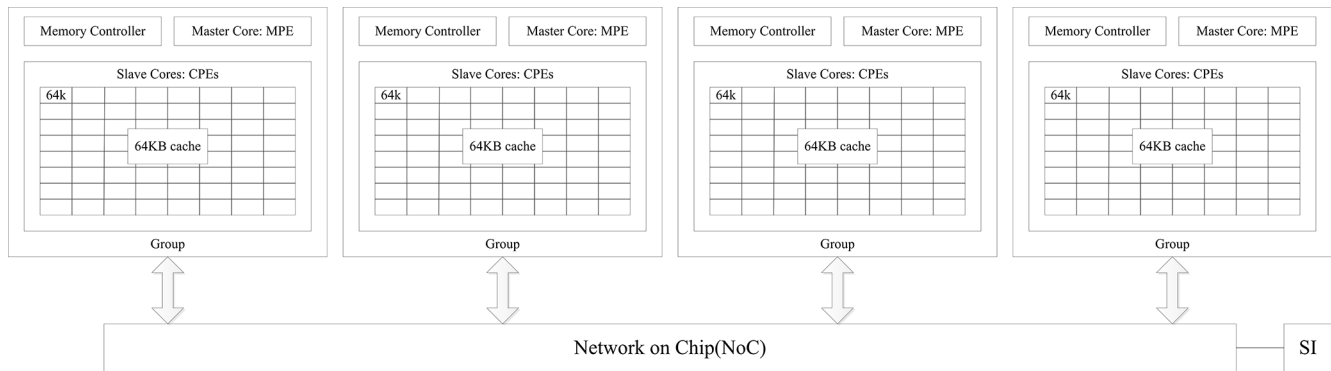 Memory Controller
Master Core: MPE
Slave Cores: CPEs
64k
64KB cache
Group
Memory Controller
Master Core: MPE
Slave Cores: CPEs
64k
64KB cache
Group
Memory Controller
Master Core: MPE
Slave Cores: CPEs
64k
64KB cache
Group
Memory Controller
Master Core: MPE
Slave Cores: CPEs
64k
64KB cache
Group
Network on Chip(NoC)
SI